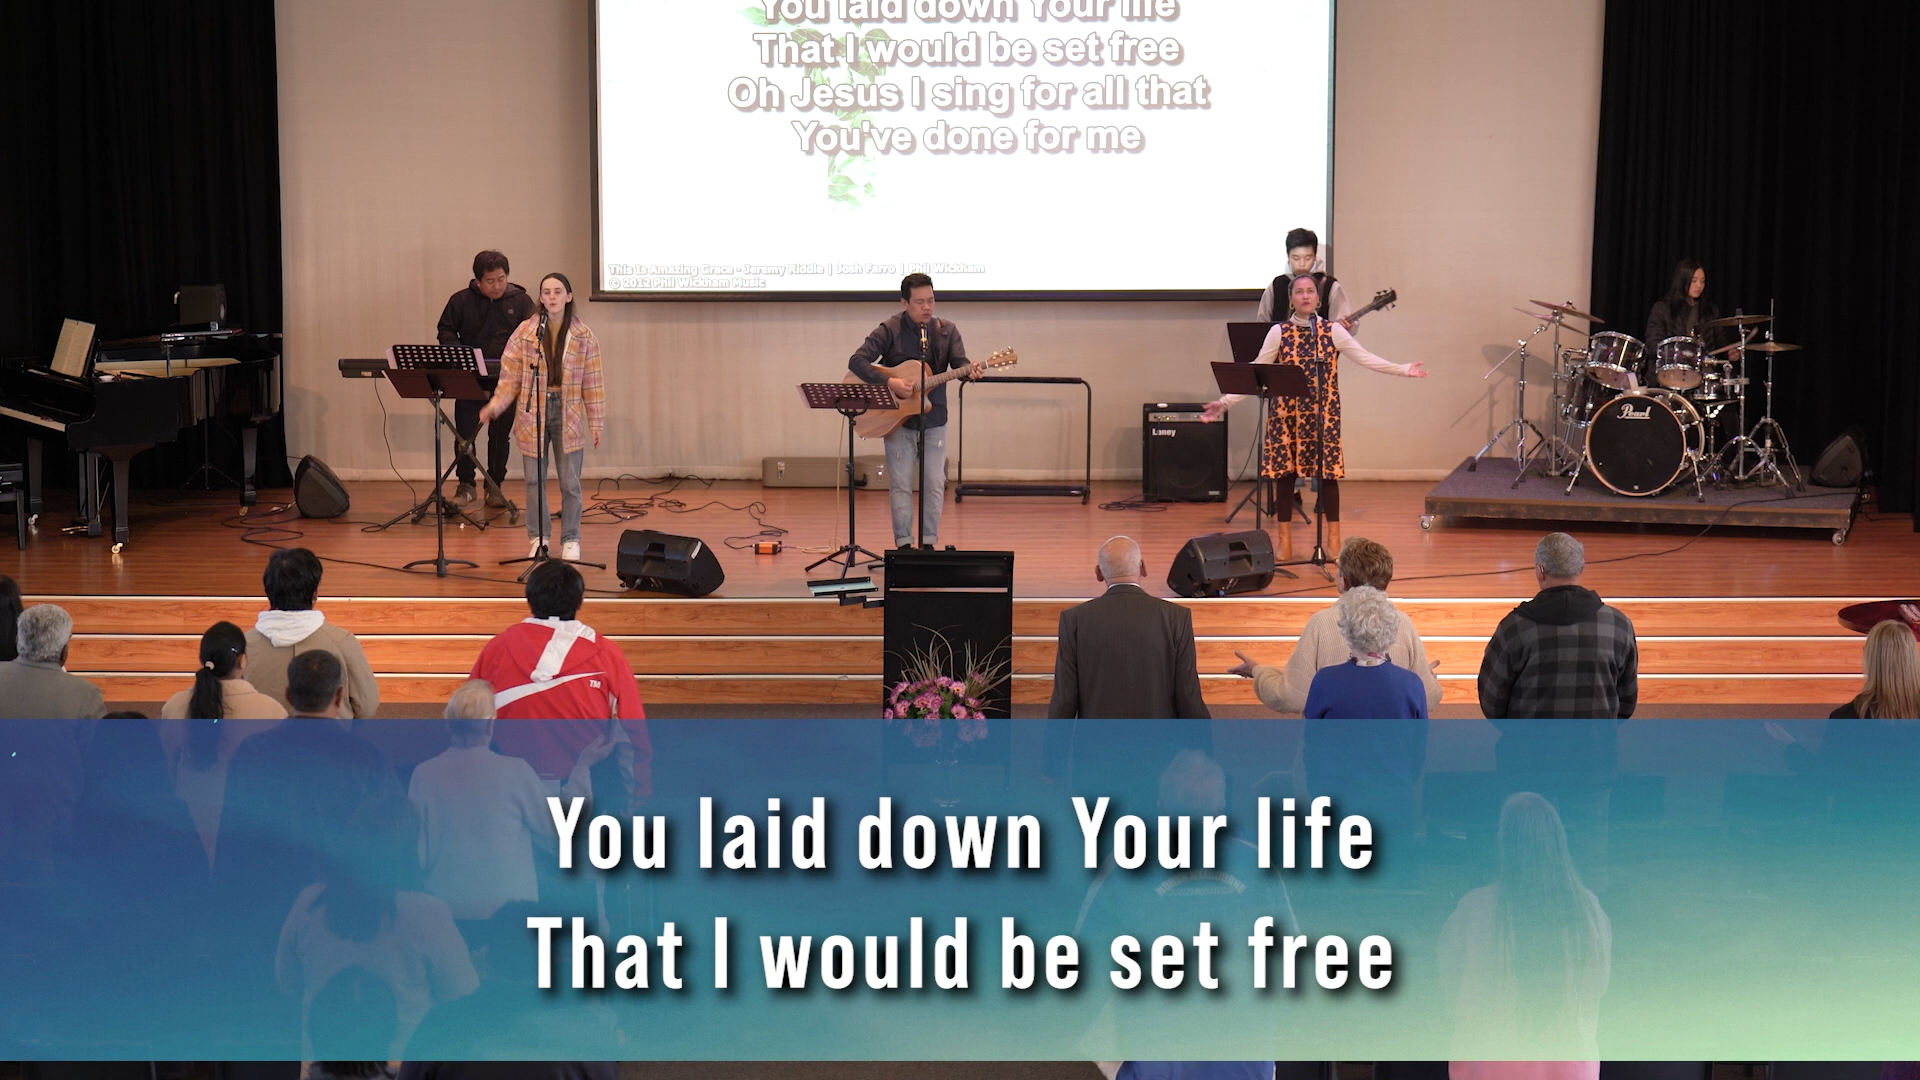 You laid down Your life
That I would be set free
Oh Jesus I sing for all that
You've done for me
This Is Amazing Grace - Jeremy Riddle | Josh Farro | Phil Wickham
© 2012 Phil Wickham Music
Laney
Pearl
TM
You laid down Your life
That I would be set free